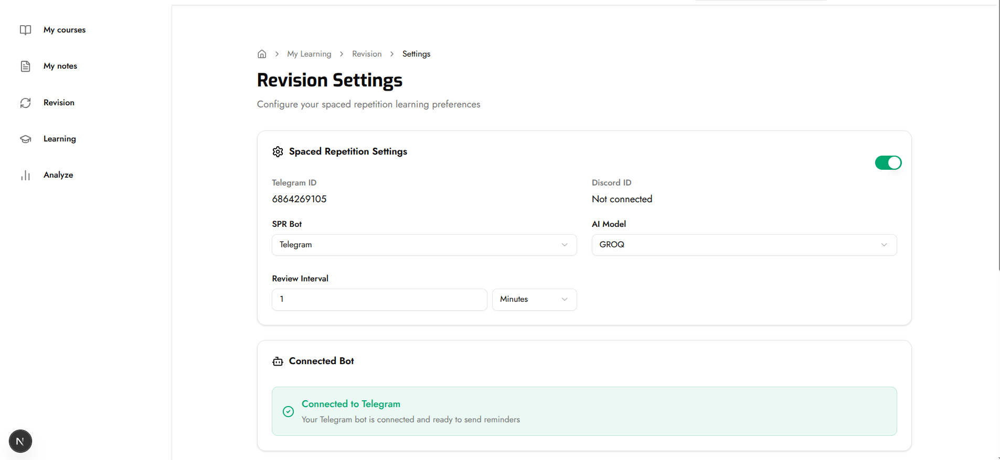 My courses
My notes
Revision
Learning
Analyze
My Learning > Revision > Settings
Revision Settings
Configure your spaced repetition learning preferences
Spaced Repetition Settings
Telegram ID
6864269105
Discord ID
Not connected
SPR Bot
Telegram
AI Model
GROQ
Review Interval
1
Minutes
Connected Bot
Connected to Telegram
Your Telegram bot is connected and ready to send reminders
N